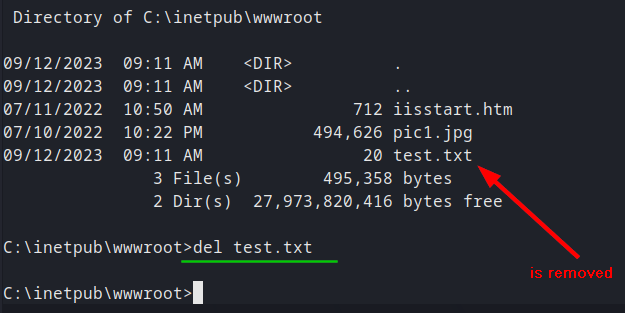 Directory of C:\inetpub\wwwroot
09/12/2023  09:11 AM    <DIR>          .
09/12/2023  09:11 AM    <DIR>          ..
07/11/2022  10:50 AM               712 iisstart.htm
07/10/2022  10:22 PM           494,626 pic1.jpg
09/12/2023  09:11 AM                20 test.txt
3 File(s)        495,358 bytes
2 Dir(s)  27,973,820,416 bytes free
C:\inetpub\wwwroot>del test.txt
is removed
C:\inetpub\wwwroot>